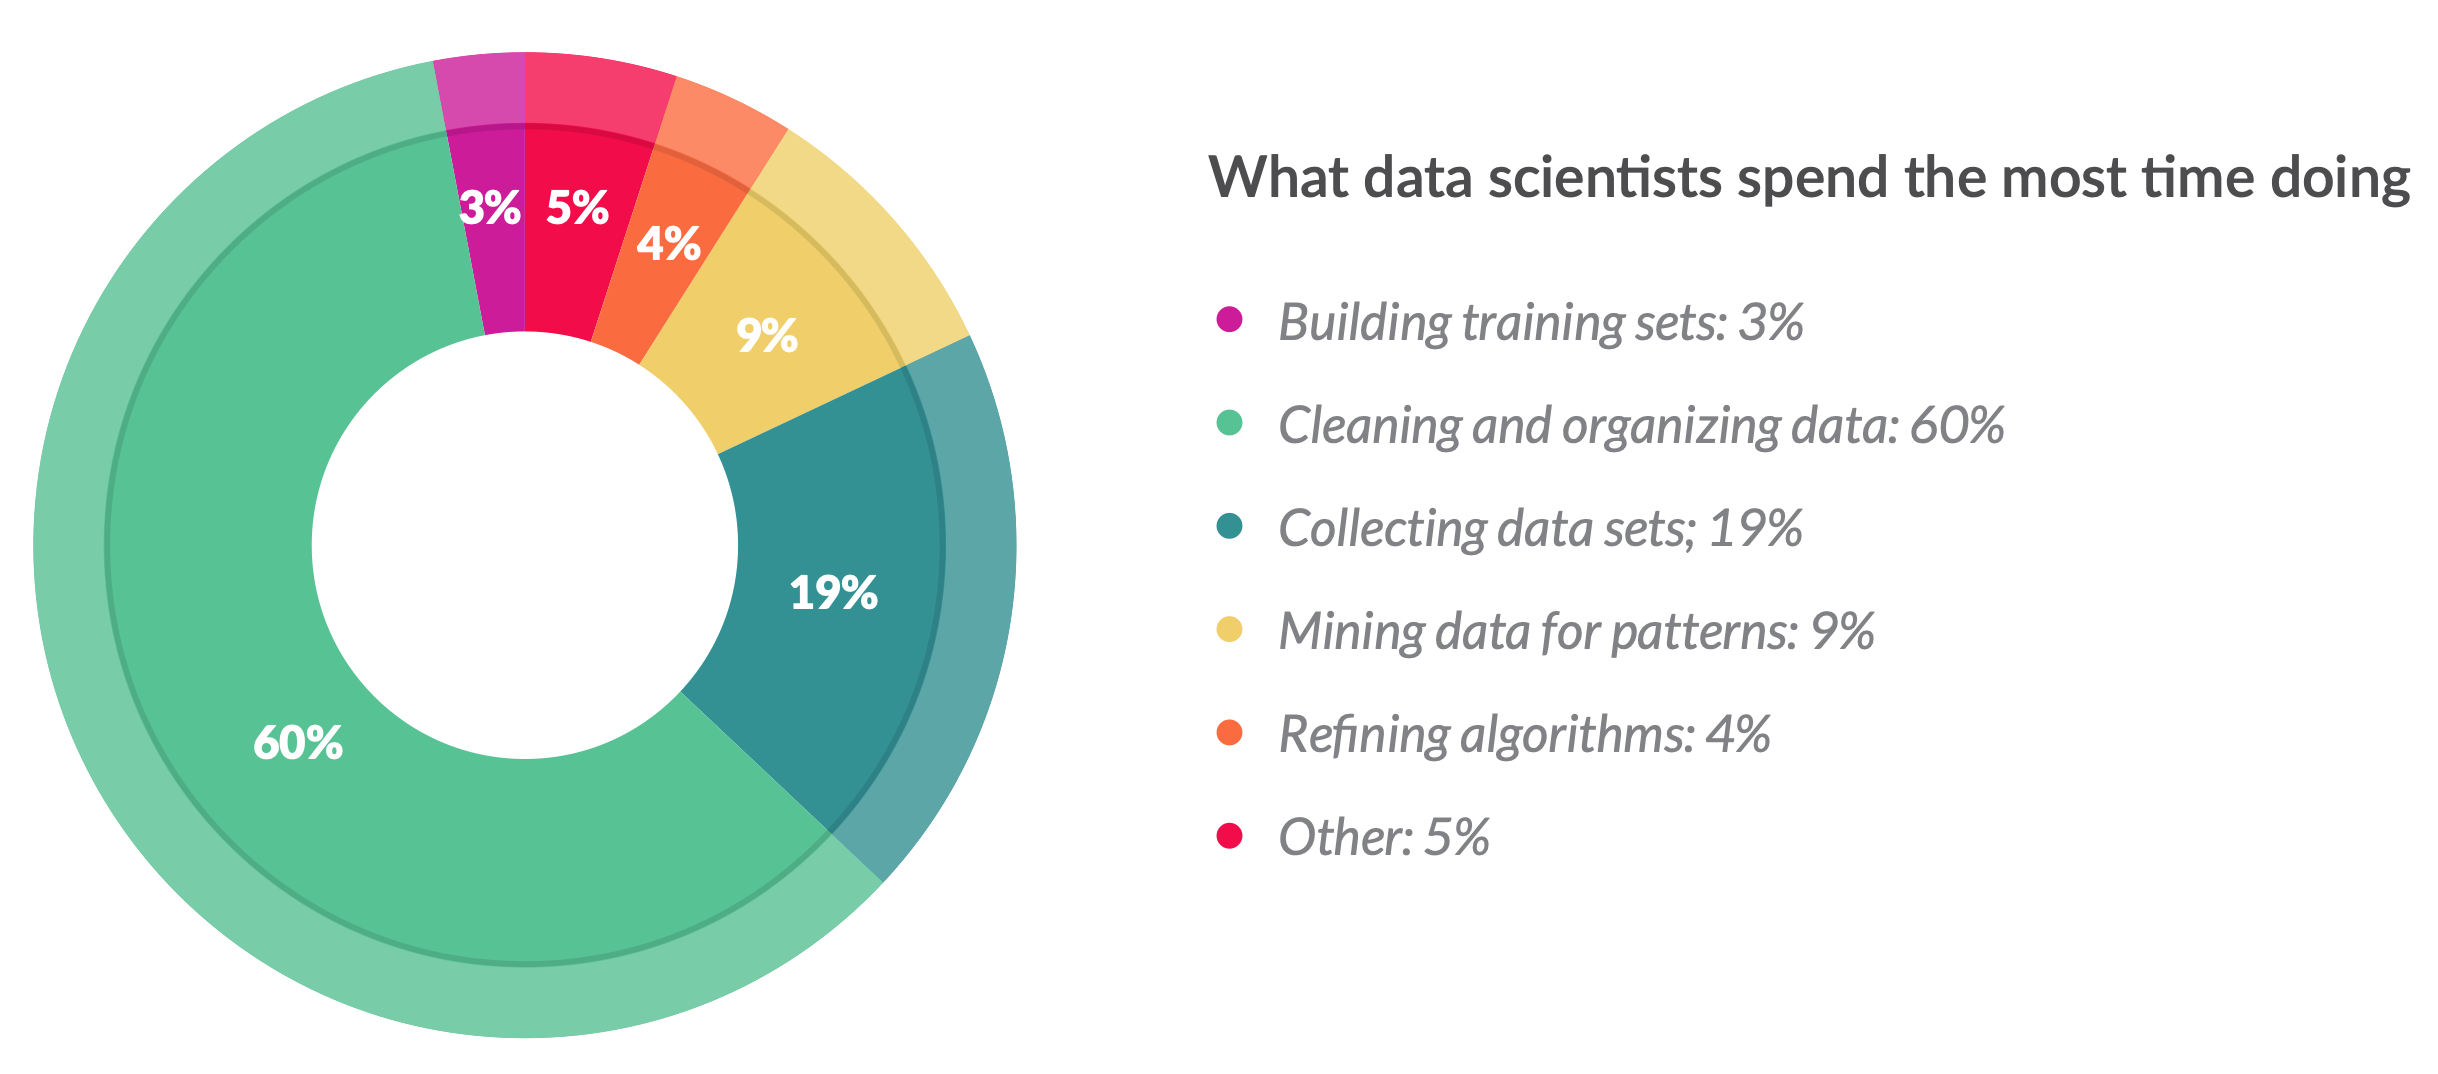 3%
5%
4%
9%
19%
60%
What data scientists spend the most time doing
Building training sets: 3%
Cleaning and organizing data: 60%
Collecting data sets; 19%
Mining data for patterns: 9%
Refining algorithms: 4%
Other: 5%